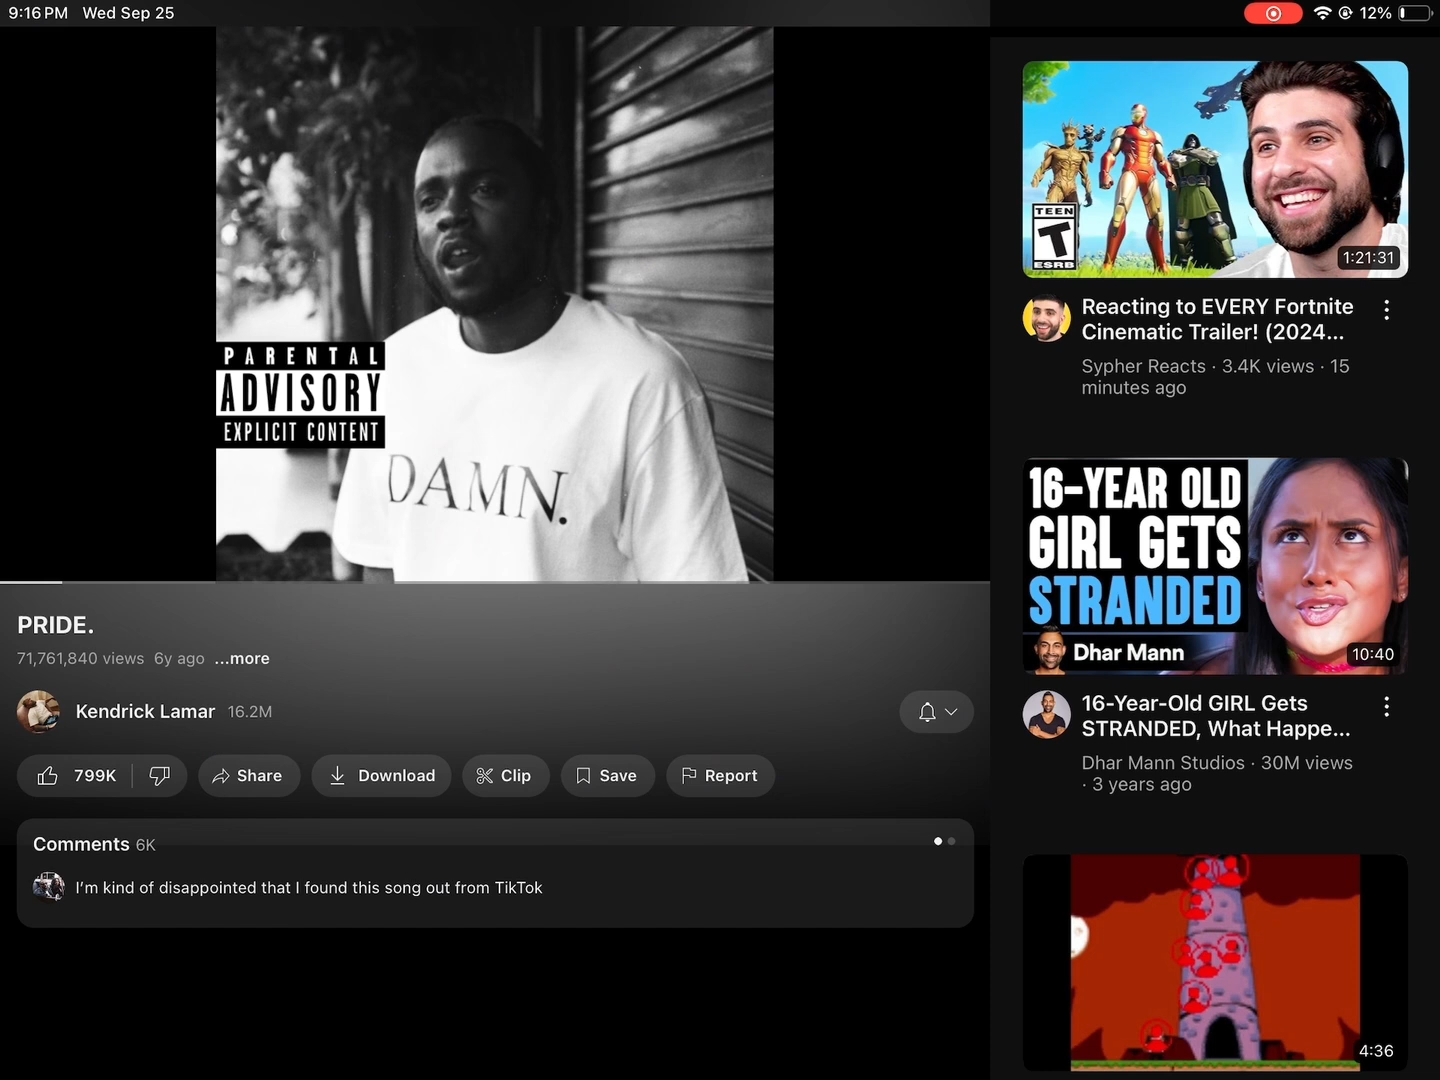 9:16 PM Wed Sep 25
12%
PARENTAL
ADVISORY
EXPLICIT CONTENT
DAMN.
PRIDE.
71,761,840 views 6y ago ...more
Kendrick Lamar 16.2M
799K Share Download Clip Save Report
Comments 6K
I'm kind of disappointed that I found this song out from TikTok
TEEN
T
ESRB
1:21:31
Reacting to EVERY Fortnite
Cinematic Trailer! (2024...
Sypher Reacts · 3.4K views · 15
minutes ago
16-YEAR OLD
GIRL GETS
STRANDED
Dhar Mann
10:40
16-Year-Old GIRL Gets
STRANDED, What Happe...
Dhar Mann Studios · 30M views
· 3 years ago
4:36